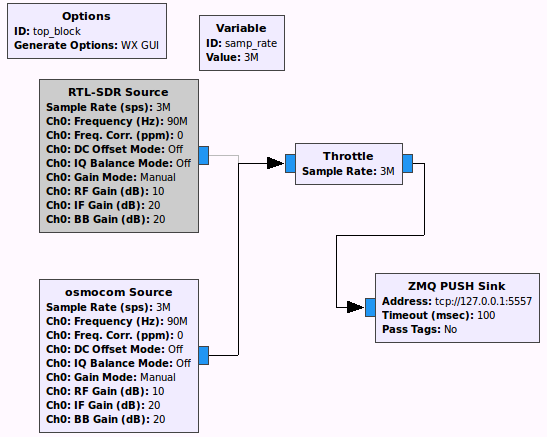 Options
ID: top_block
Generate Options: WX GUI
Variable
ID: samp_rate
Value: 3M
RTL-SDR Source
Sample Rate (sps): 3M
Ch0: Frequency (Hz): 90M
Ch0: Freq. Corr. (ppm): 0
Ch0: DC Offset Mode: Off
Ch0: IQ Balance Mode: Off
Ch0: Gain Mode: Manual
Ch0: RF Gain (dB): 10
Ch0: IF Gain (dB): 20
Ch0: BB Gain (dB): 20
Throttle
Sample Rate: 3M
osmocom Source
Sample Rate (sps): 3M
Ch0: Frequency (Hz): 90M
Ch0: Freq. Corr. (ppm): 0
Ch0: DC Offset Mode: Off
Ch0: IQ Balance Mode: Off
Ch0: Gain Mode: Manual
Ch0: RF Gain (dB): 10
Ch0: IF Gain (dB): 20
Ch0: BB Gain (dB): 20
ZMQ PUSH Sink
Address: tcp://127.0.0.1:5557
Timeout (msec): 100
Pass Tags: No